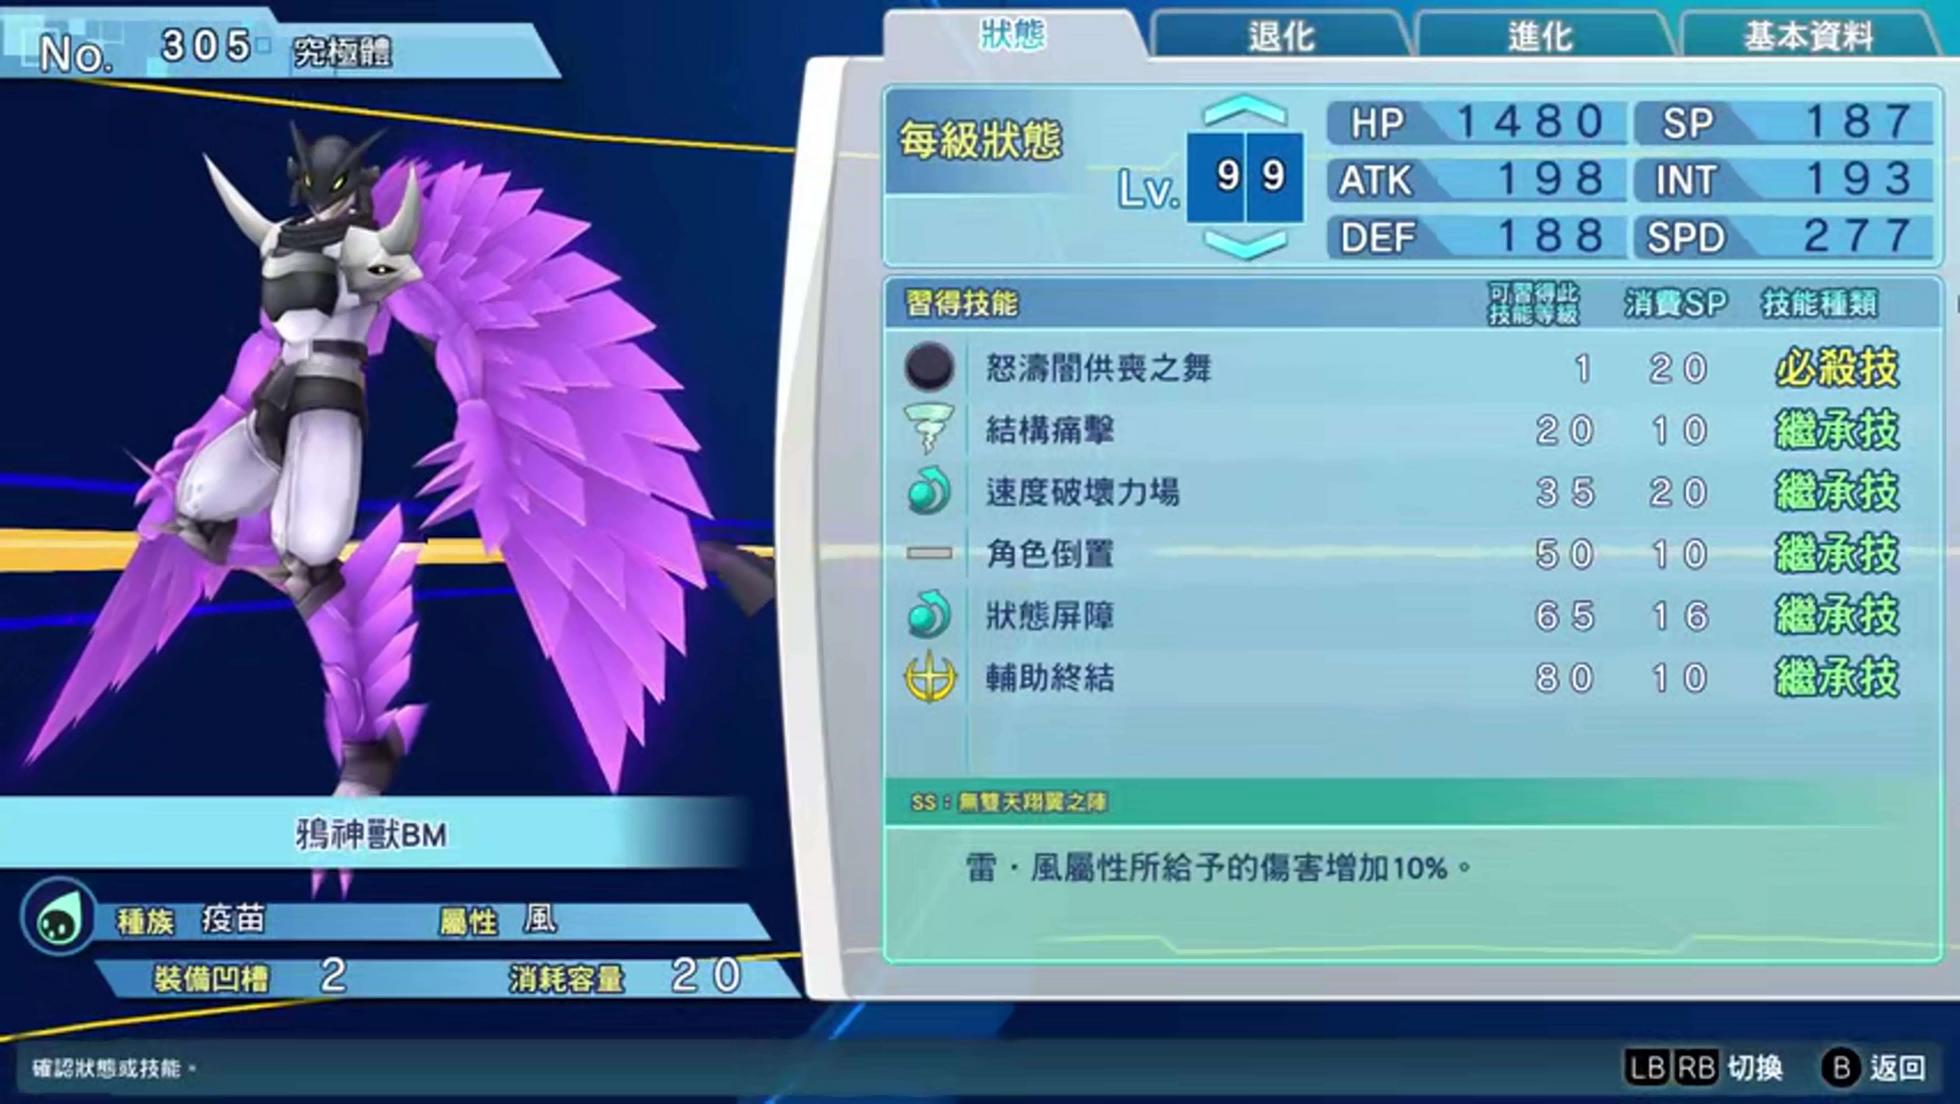 No. 305 究極體
狀態 退化 進化 基本資料
每級狀態 Lv. 99
HP 1480 SP 187
ATK 198 INT 193
DEF 188 SPD 277
習得技能 可習得此技能等級 消費SP 技能種類
怒濤闇供喪之舞 1 20 必殺技
結構痛擊 20 10 繼承技
速度破壞力場 35 20 繼承技
角色倒置 50 10 繼承技
狀態屏障 65 16 繼承技
輔助終結 80 10 繼承技
SS：無雙天翔翼之陣
雷・風屬性所給予的傷害增加10%。
鴉神獸BM
種族 疫苗 屬性 風
裝備凹槽 2 消耗容量 20
確認狀態或技能。
LB RB 切換 B 返回